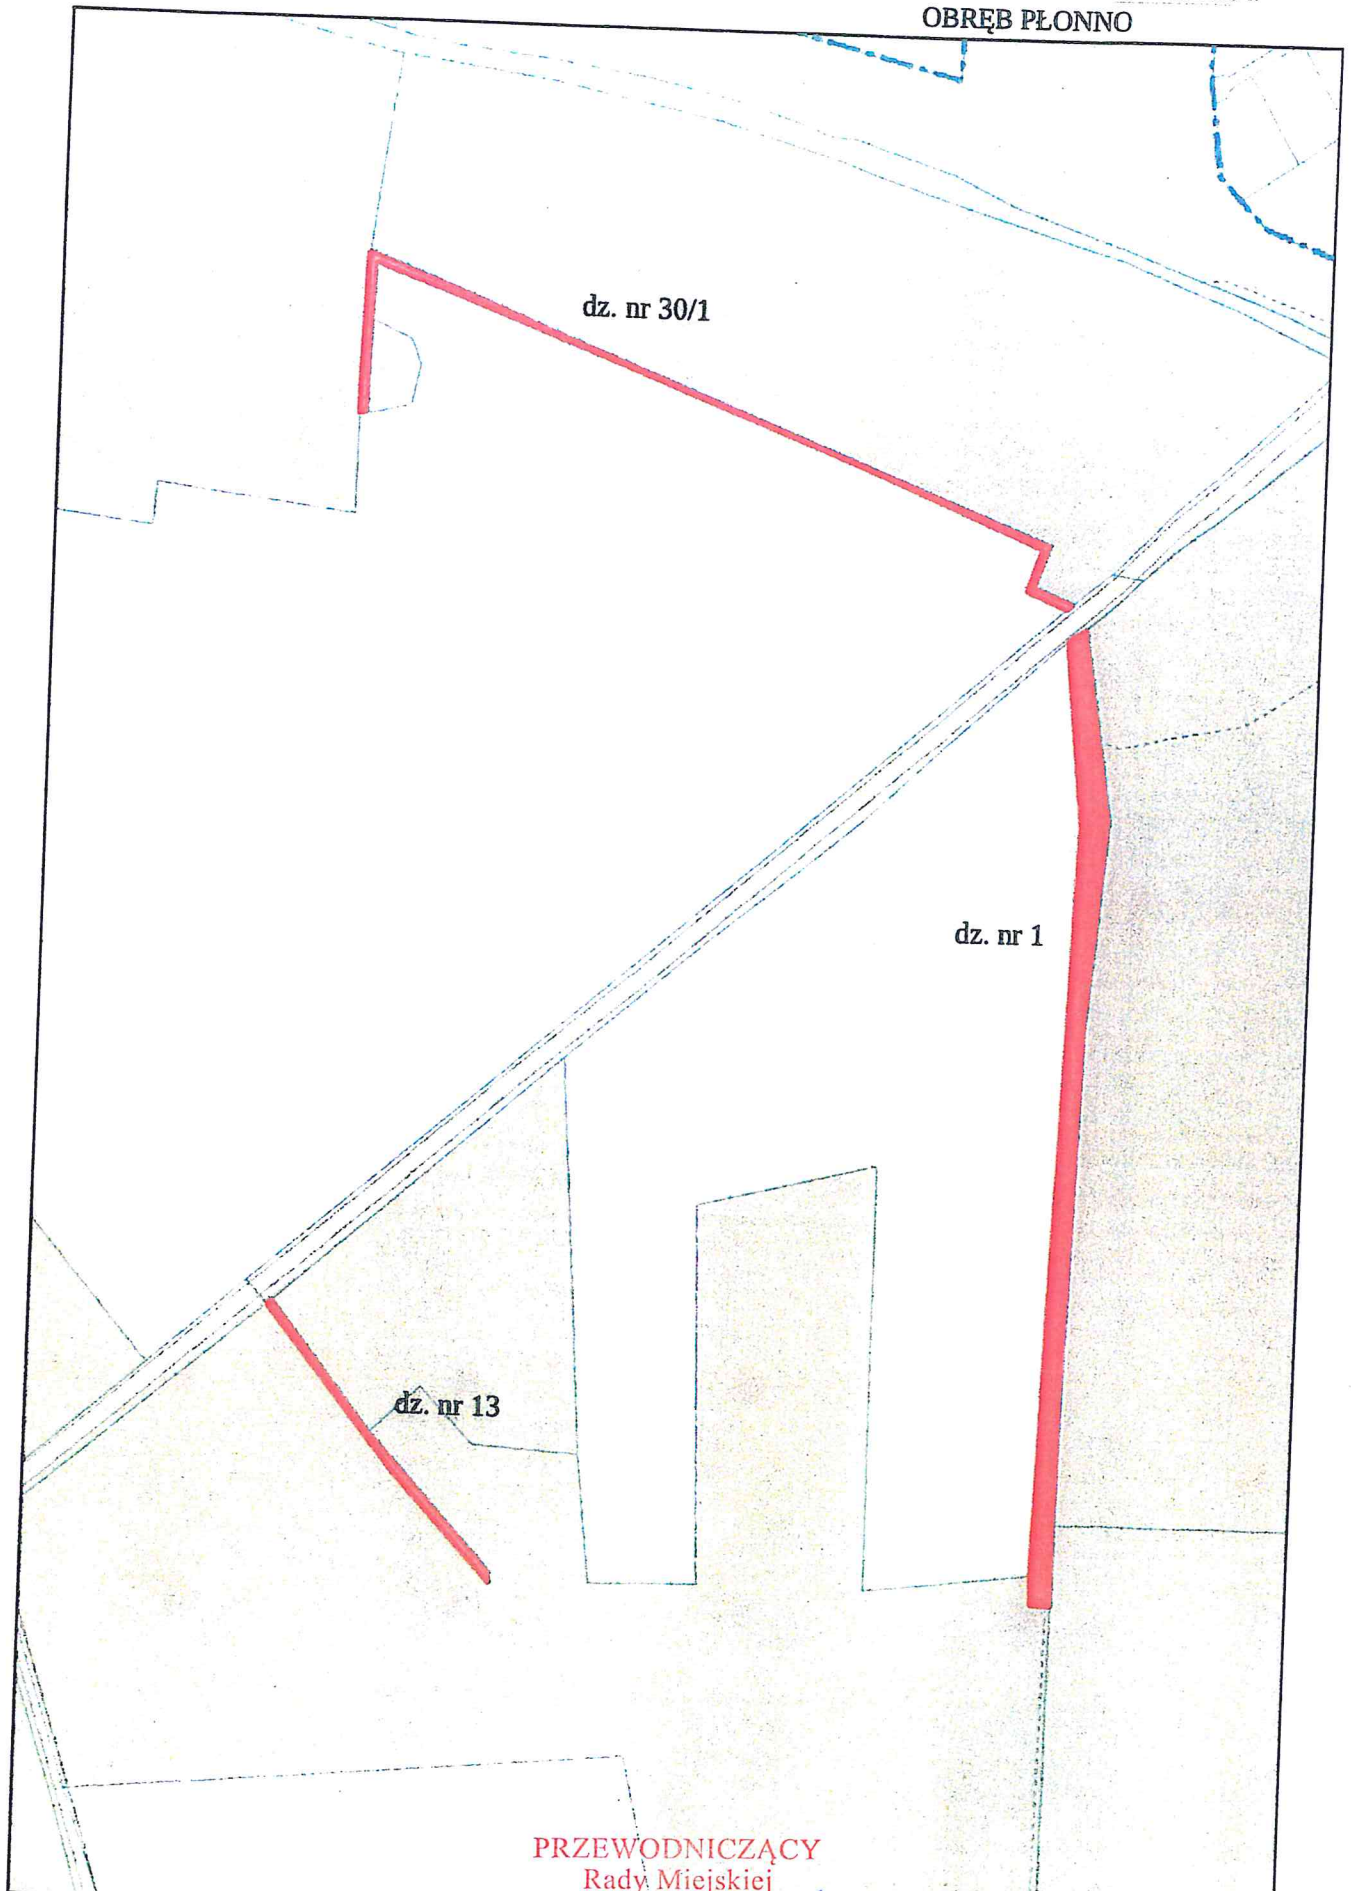 OBRĘB PŁONNO
dz. nr 30/1
dz. nr 1
dz. nr 13
PRZEWODNICZĄCY
Rady Miejskiej